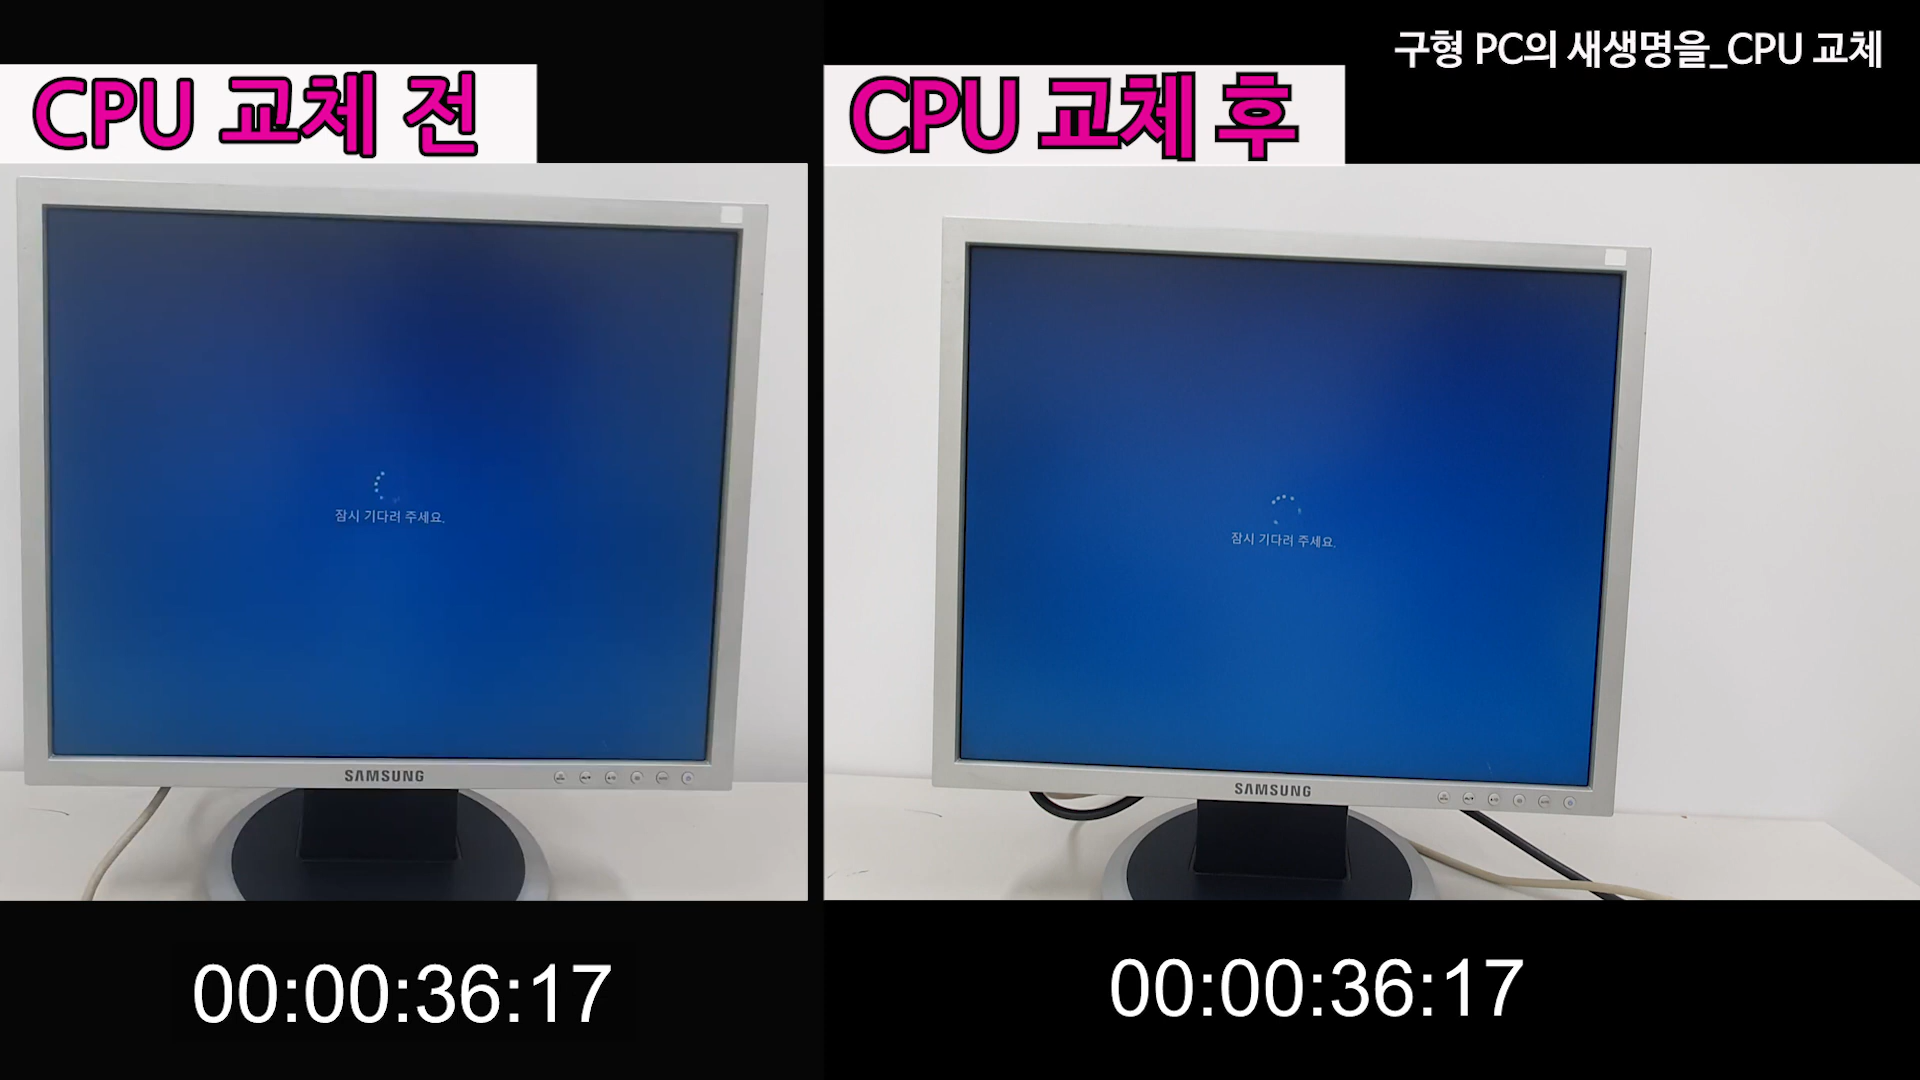 구형 PC의 새생명을_CPU 교체
CPU 교체 전
CPU 교체 후
잠시 기다려 주세요.
잠시 기다려 주세요.
SAMSUNG
SAMSUNG
00:00:36:17
00:00:36:17